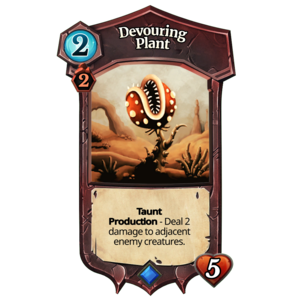 Devouring
2
Plant
2
Taunt
Production - Deal 2
damage to adjacent
enemy creatures.
5